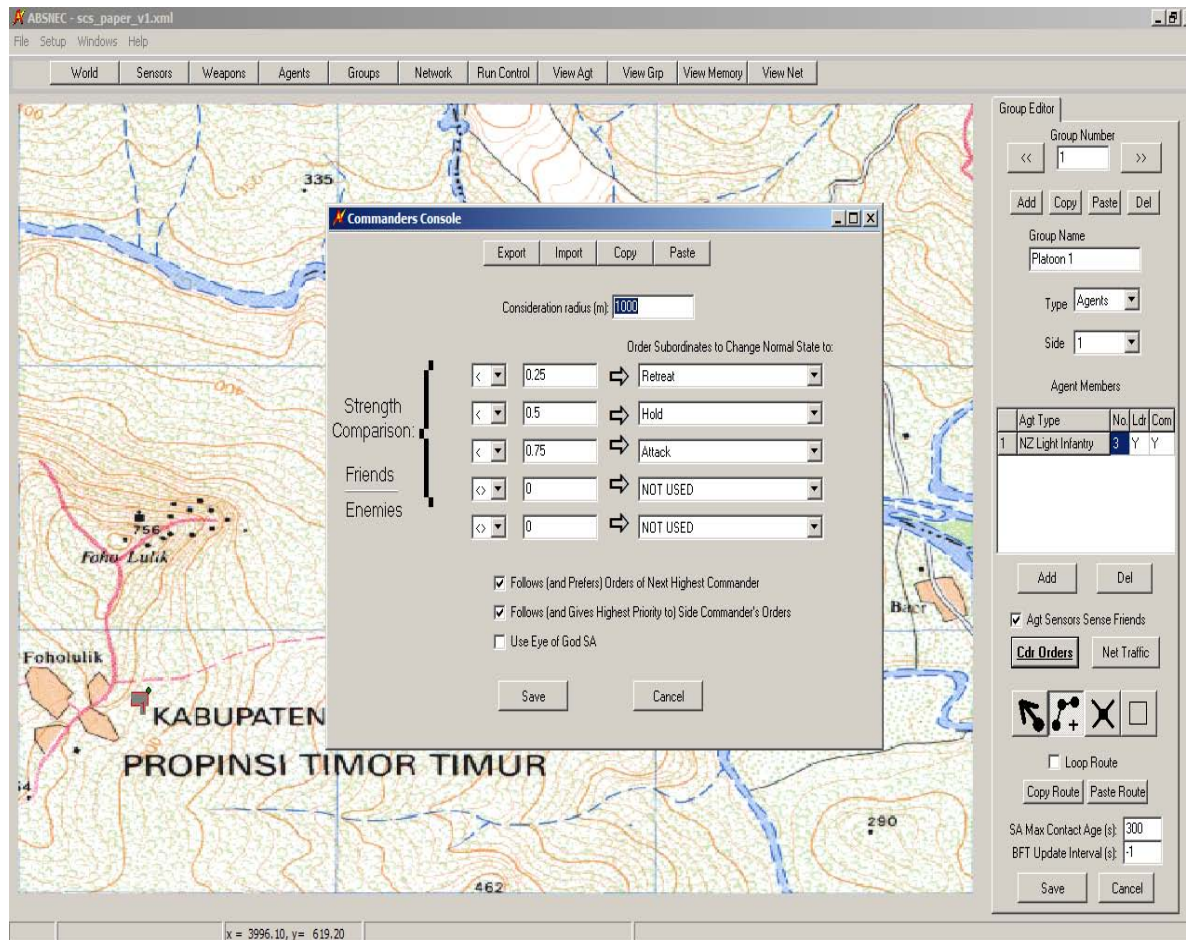 ABSNEC - scs_paper_v1.xml
File Setup Windows Help
World Sensors Weapons Agents Groups Network Run Control View Agt View Grp View Memory View Net
335
756
Foho Lulik
Foholulik
KABUPATEN
PROPINSI TIMOR TIMUR
462
290
Commanders Console
Export Import Copy Paste
Consideration radius (m): 1000
Order Subordinates to Change Normal State to:
Strength
Comparison:
Friends
Enemies
< 0.25 Retreat
< 0.5 Hold
< 0.75 Attack
<> 0 NOT USED
<> 0 NOT USED
Follows (and Prefers) Orders of Next Highest Commander
Follows (and Gives Highest Priority to) Side Commander's Orders
Use Eye of God SA
Save Cancel
Group Editor
Group Number
<< 1 >>
Add Copy Paste Del
Group Name
Platoon 1
Type Agents
Side 1
Agent Members
Agt Type No. Ldr Com
1 NZ Light Infantry 3 Y Y
Add Del
Agt Sensors Sense Friends
Cdr Orders Net Traffic
Loop Route
Copy Route Paste Route
SA Max Contact Age (s): 300
BFT Update Interval (s): -1
Save Cancel
x = 3996.10, y= 619.20